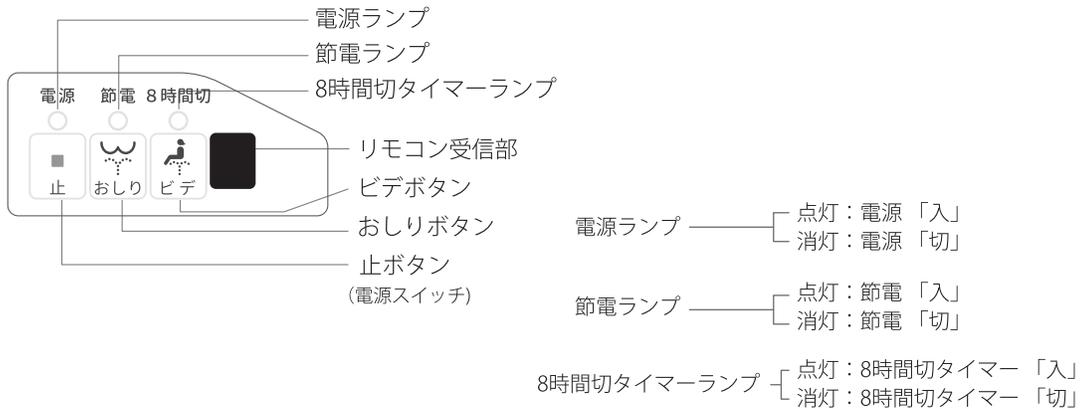 電源ランプ
節電ランプ
8時間切タイマーランプ
電源 節電 8時間切
止 おしり ビデ
リモコン受信部
ビデボタン
おしりボタン
止ボタン
(電源スイッチ)
電源ランプ
点灯：電源 「入」
消灯：電源 「切」
節電ランプ
点灯：節電 「入」
消灯：節電 「切」
8時間切タイマーランプ
点灯：8時間切タイマー 「入」
消灯：8時間切タイマー 「切」